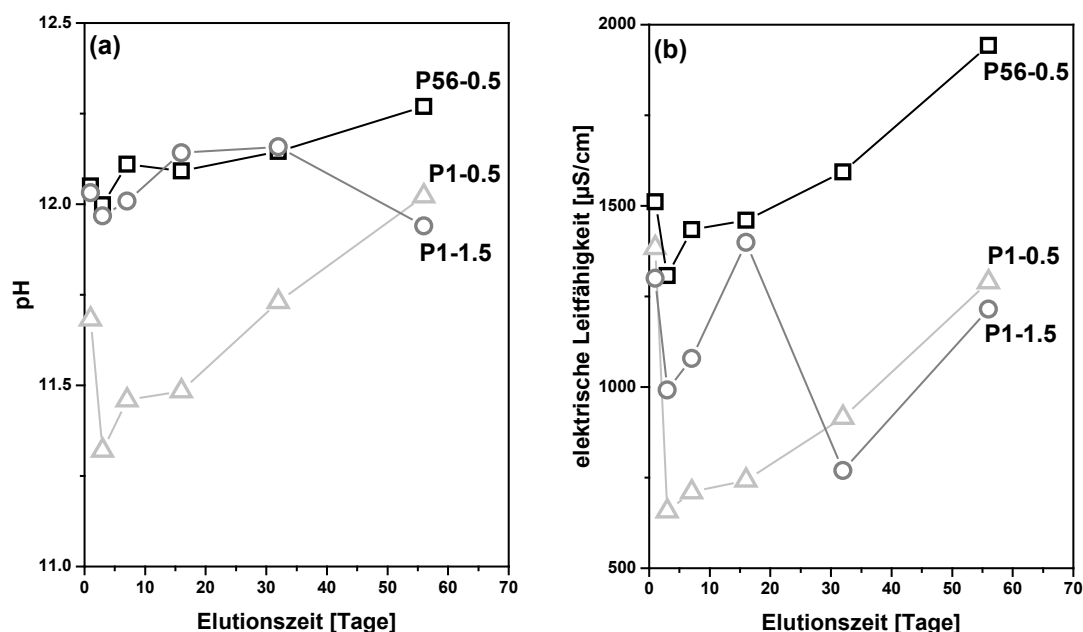 (a)
12.5
12.0
11.5
11.0
pH
P56-0.5
P1-0.5
P1-1.5
0 10 20 30 40 50 60 70
Elutionszeit [Tage]
(b)
2000
1500
1000
500
elektrische Leitfähigkeit [µS/cm]
P56-0.5
P1-0.5
P1-1.5
0 10 20 30 40 50 60 70
Elutionszeit [Tage]